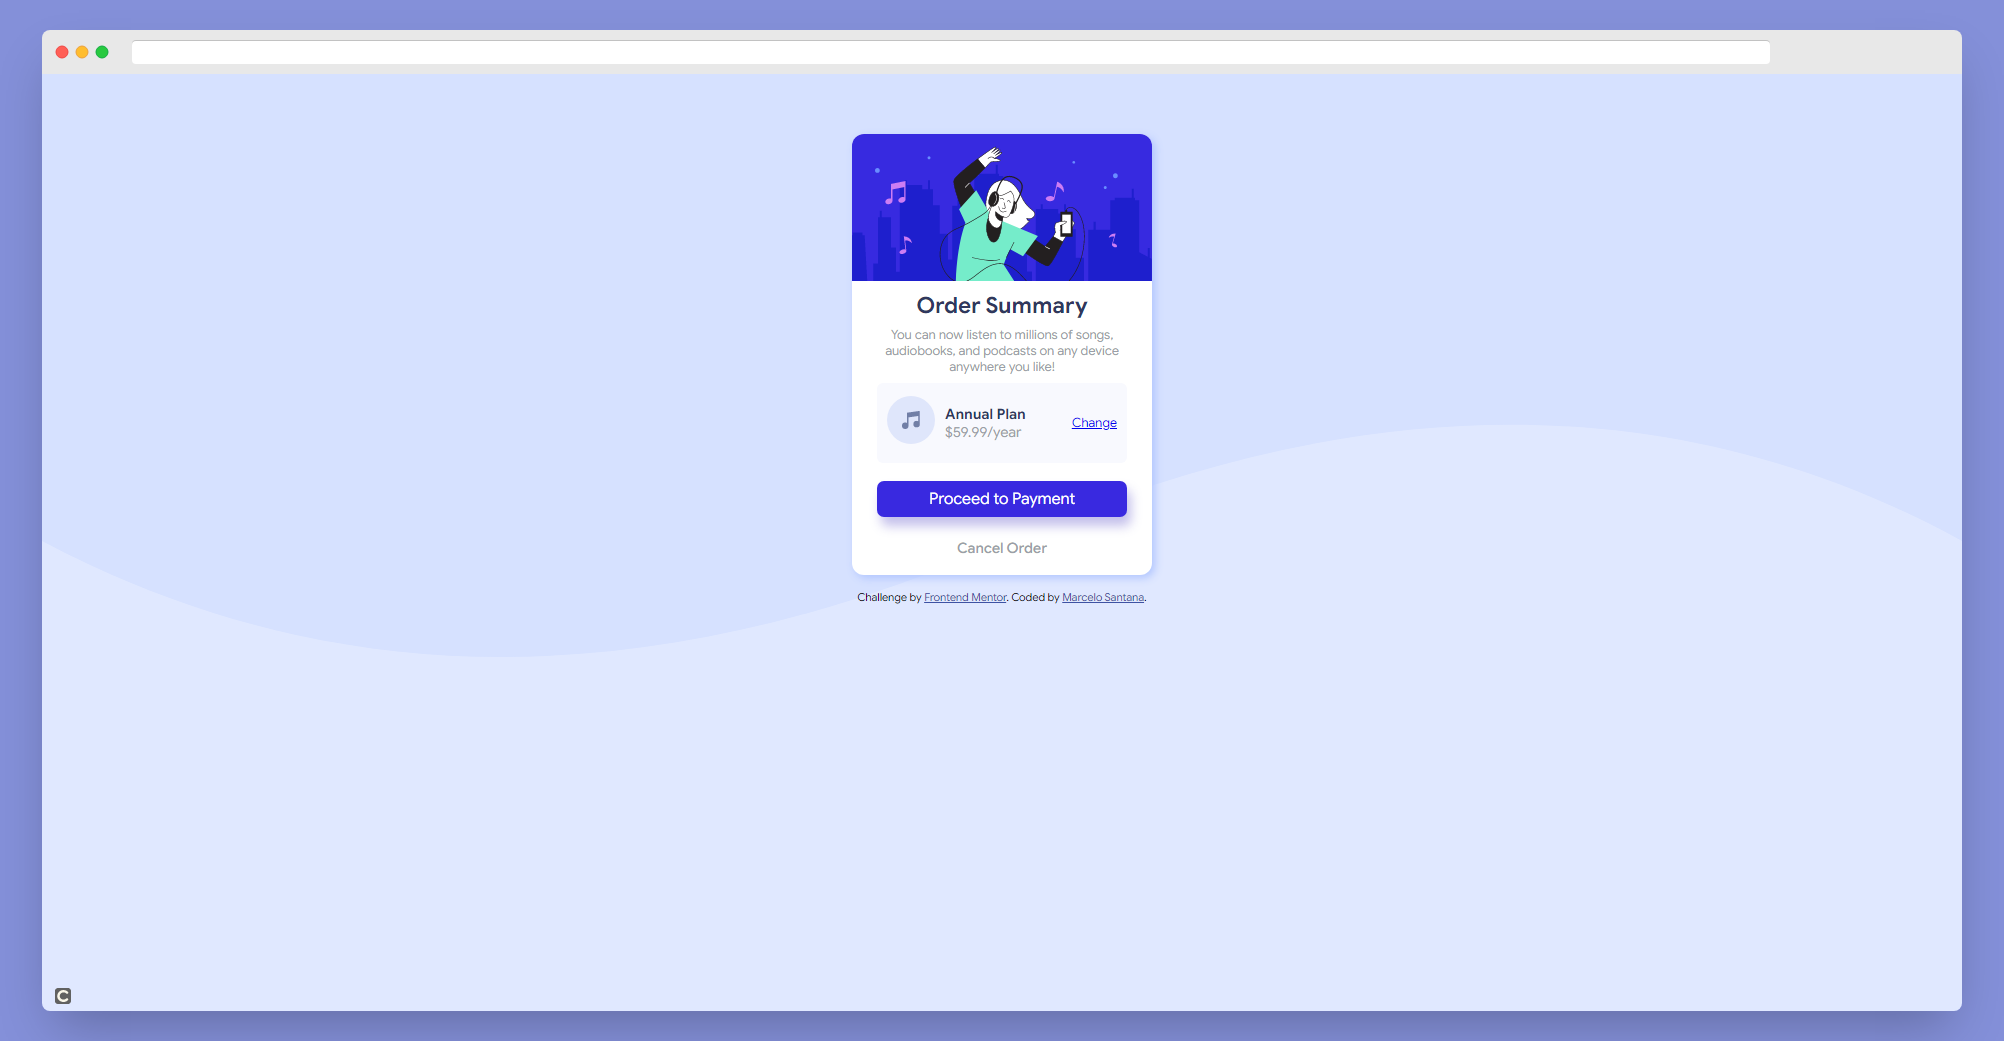 Order Summary
You can now listen to millions of songs,
audiobooks, and podcasts on any device
anywhere you like!
Annual Plan
$59.99/year
Change
Proceed to Payment
Cancel Order
Challenge by Frontend Mentor. Coded by Marcelo Santana.
C